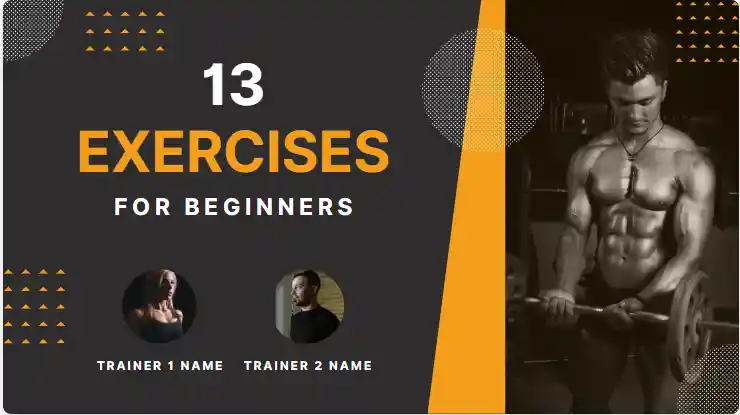 13
EXERCISES
FOR BEGINNERS
TRAINER 1 NAME
TRAINER 2 NAME